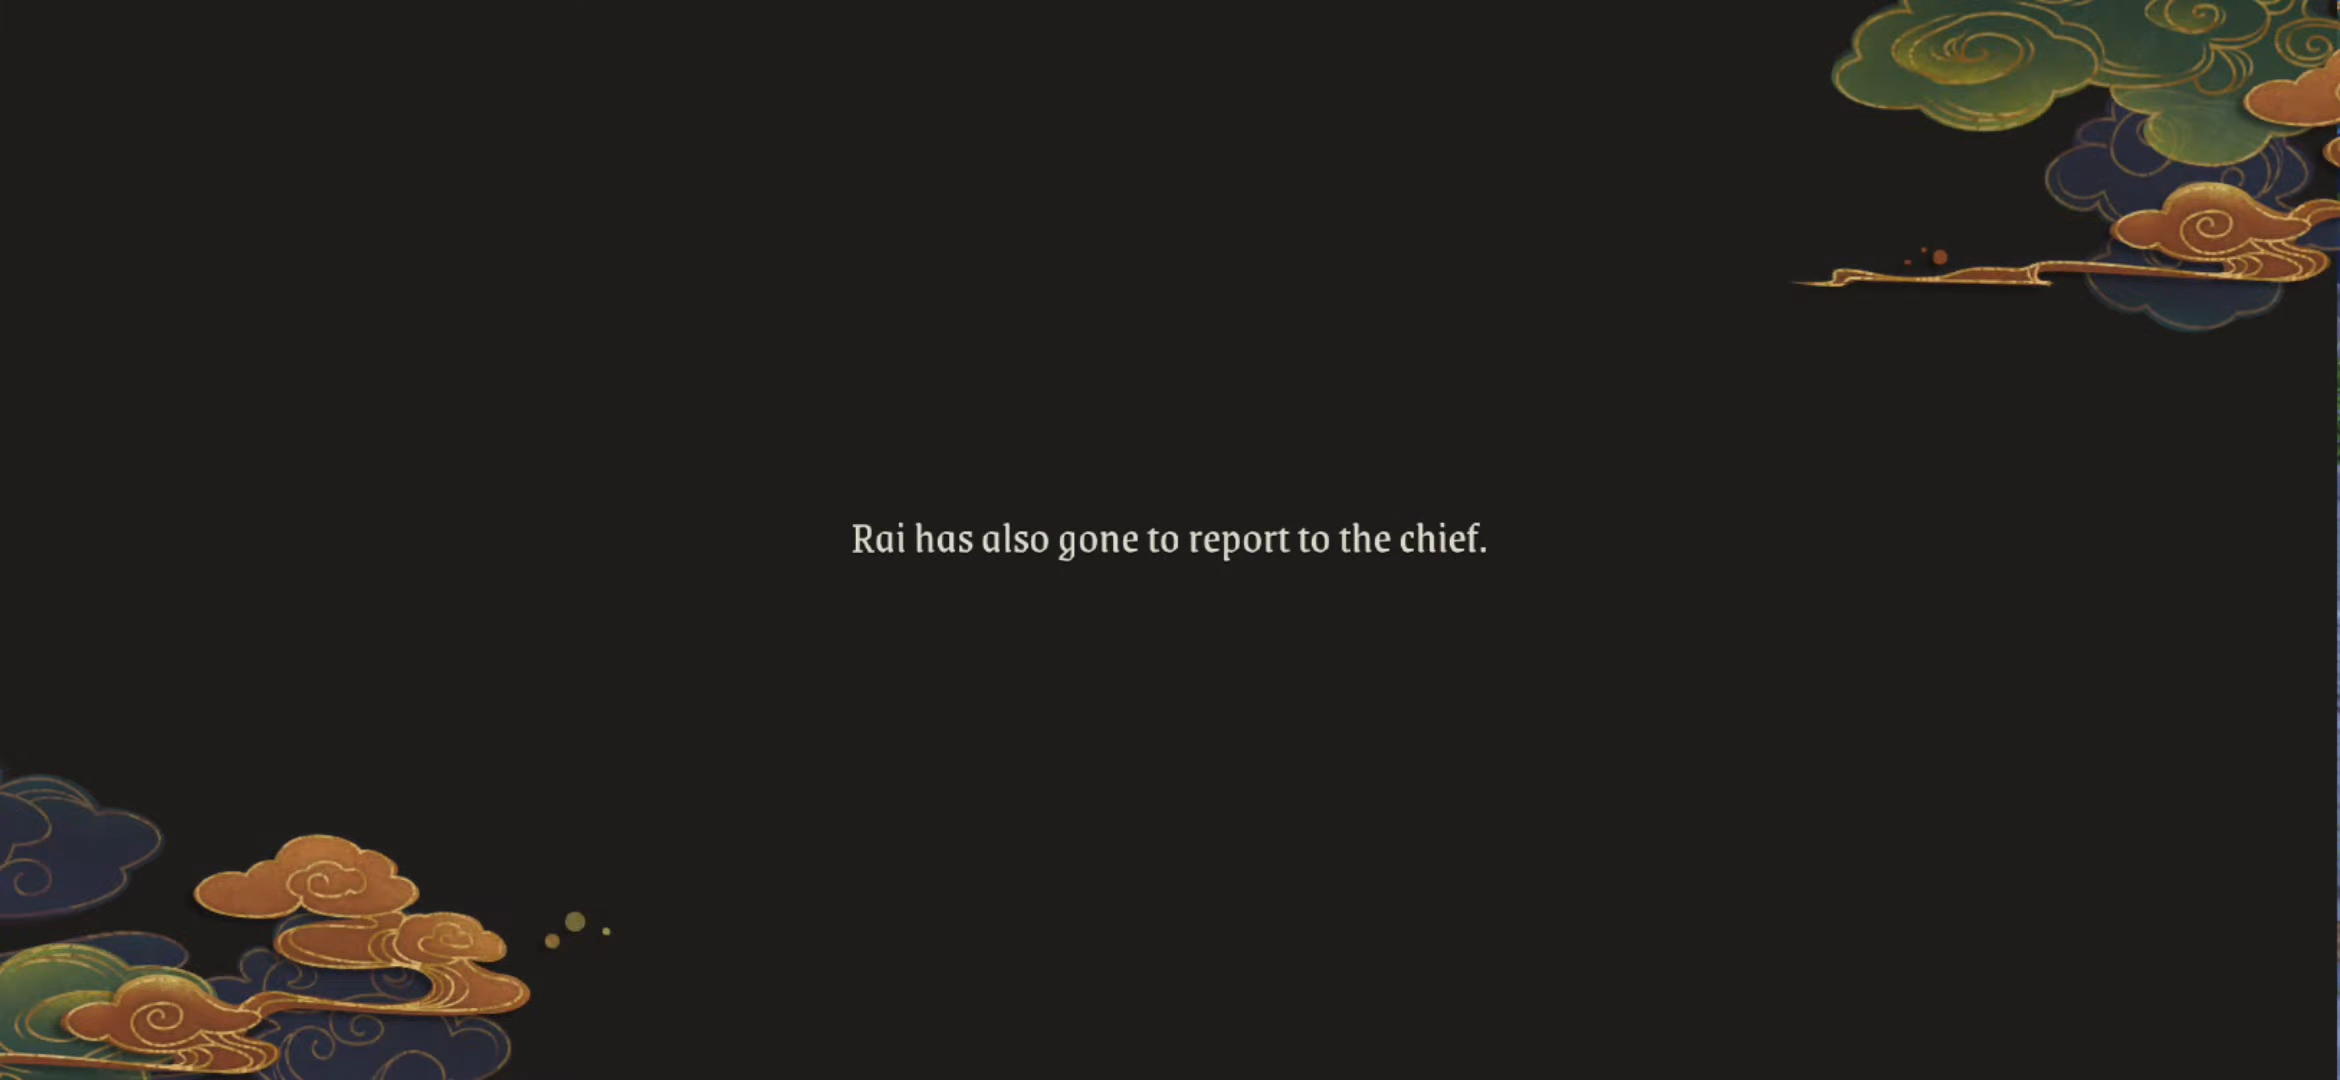 Rai has also gone to report to the chief.